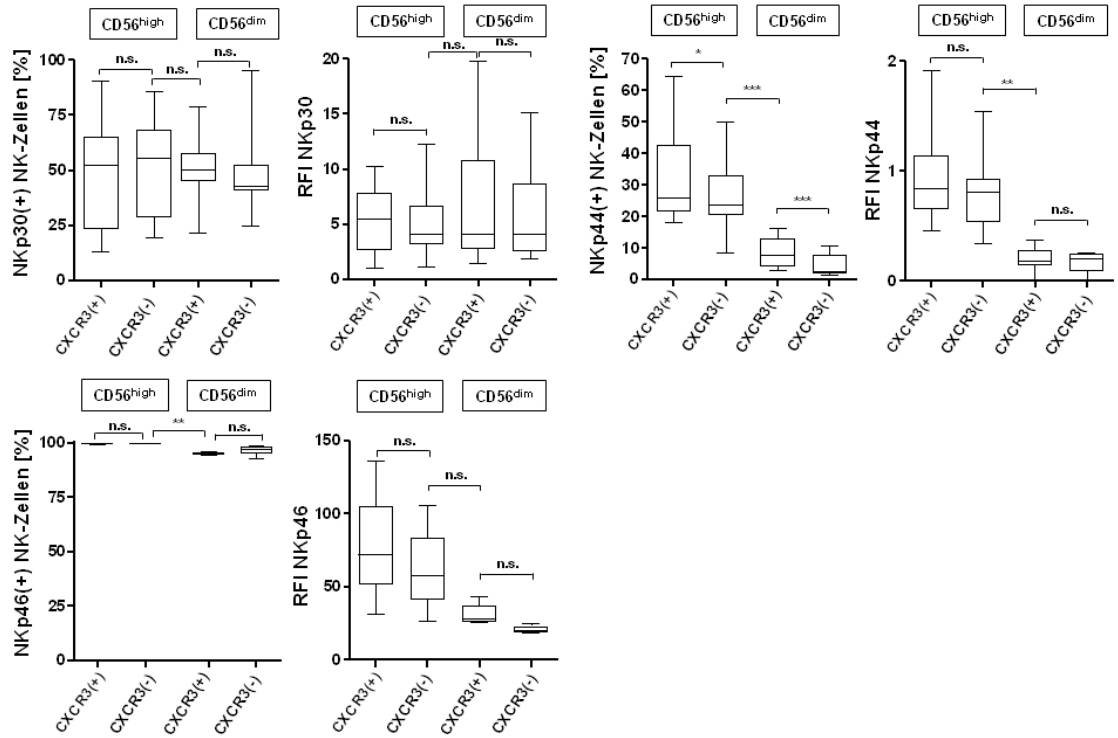 CD56high CD56dim
NKp30(+) NK-Zellen [%]
100
75
50
25
0
n.s. n.s. n.s.
CXCR3(+) CXCR3(-) CXCR3(+) CXCR3(-)
CD56high CD56dim
RFI NKp30
20
15
10
5
0
n.s. n.s. n.s.
CXCR3(+) CXCR3(-) CXCR3(+) CXCR3(-)
CD56high CD56dim
NKp44(+) NK-Zellen [%]
70
60
50
40
30
20
10
0
* *** ***
CXCR3(+) CXCR3(-) CXCR3(+) CXCR3(-)
CD56high CD56dim
RFI NKp44
2
1
0
n.s. ** n.s.
CXCR3(+) CXCR3(-) CXCR3(+) CXCR3(-)
CD56high CD56dim
NKp46(+) NK-Zellen [%]
100
75
50
25
0
n.s. ** n.s.
CXCR3(+) CXCR3(-) CXCR3(+) CXCR3(-)
CD56high CD56dim
RFI NKp46
150
100
50
0
n.s. n.s. n.s.
CXCR3(+) CXCR3(-) CXCR3(+) CXCR3(-)